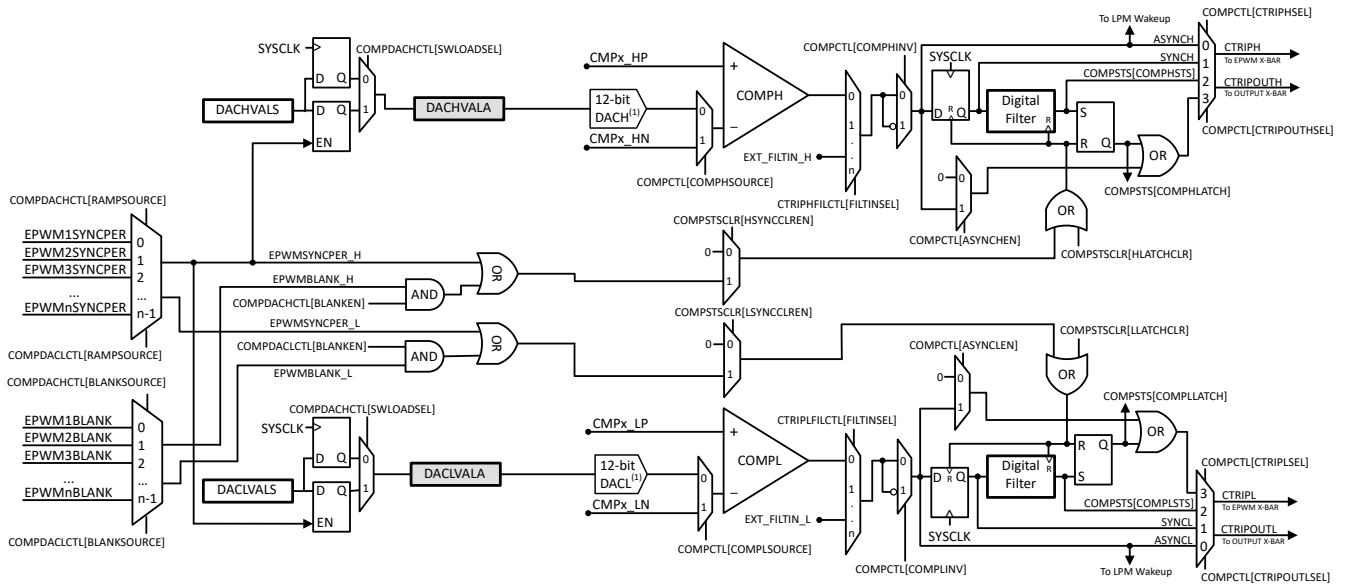 SYSCLK
D Q
D Q
EN
COMPDACHCTL[SWLOADSEL]
0
1
DACHVALS
DACHVALA
CMPx_HP
12-bit
DACH(1)
CMPx_HN
0
1
COMPCTL[COMPHSOURCE]
+
COMPH
−
EXT_FILTIN_H
0
1
.
.
n
CTRIPHFILCTL[FILTINSEL]
COMPCTL[COMPHINV]
0
1
SYSCLK
D R Q
Digital
Filter
R
S
R Q
OR
To LPM Wakeup
ASYNCH
SYNCH
COMPSTS[COMPHSTS]
COMPCTL[CTRIPHSEL]
0
1
2
3
CTRIPH
To EPWM X-BAR
CTRIPOUTH
To OUTPUT X-BAR
COMPCTL[CTRIPOUTHSEL]
0 0
1
COMPCTL[ASYNCHEN]
COMPSTS[COMPHLATCH]
OR
COMPSTSCLR[HLATCHCLR]
COMPDACHCTL[RAMPSOURCE]
EPWM1SYNCPER
EPWM2SYNCPER
EPWM3SYNCPER
...
EPWMnSYNCPER
0
1
2
...
n-1
COMPDACLCTL[RAMPSOURCE]
EPWMSYNCPER_H
EPWMBLANK_H
COMPDACHCTL[BLANKEN]
AND
OR
COMPSTSCLR[HSYNCCLREN]
0 0
1
EPWMSYNCPER_L
COMPDACLCTL[BLANKEN]
EPWMBLANK_L
AND
OR
COMPSTSCLR[LSYNCCLREN]
0 0
1
COMPDACHCTL[BLANKSOURCE]
EPWM1BLANK
EPWM2BLANK
EPWM3BLANK
...
EPWMnBLANK
0
1
2
...
n-1
COMPDACLCTL[BLANKSOURCE]
COMPDACHCTL[SWLOADSEL]
SYSCLK
D Q
D Q
EN
0
1
DACLVALS
DACLVALA
CMPx_LP
12-bit
DACL(1)
CMPx_LN
0
1
COMPCTL[COMPLSOURCE]
+
COMPL
−
EXT_FILTIN_L
CTRIPLFILCTL[FILTINSEL]
0
1
.
.
n
0
1
COMPCTL[COMPLINV]
COMPCTL[ASYNCLEN]
0 0
1
COMPSTSCLR[LLATCHCLR]
OR
COMPSTS[COMPLLATCH]
D R Q
SYSCLK
Digital
Filter
R
R Q
S
OR
COMPCTL[CTRIPLSEL]
COMPSTS[COMPLSTS]
SYNCL
ASYNCL
3
2
1
0
CTRIPL
To EPWM X-BAR
CTRIPOUTL
To OUTPUT X-BAR
To LPM Wakeup
COMPCTL[CTRIPOUTLSEL]